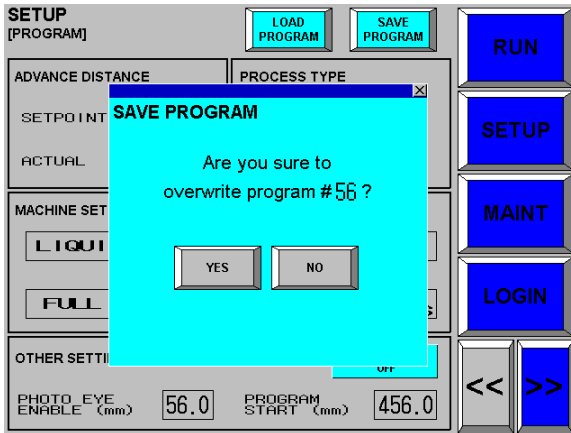 SETUP
[PROGRAM]
LOAD
PROGRAM
SAVE
PROGRAM
RUN
ADVANCE DISTANCE
PROCESS TYPE
SETPOINT
ACTUAL
SAVE PROGRAM
Are you sure to
overwrite program #56 ?
YES
NO
SETUP
MACHINE SET
LIQUI
FULL
MAINT
LOGIN
OTHER SETTI
OFF
PHOTO EYE
ENABLE (mm)
56.0
PROGRAM
START (mm)
456.0
<<
>>